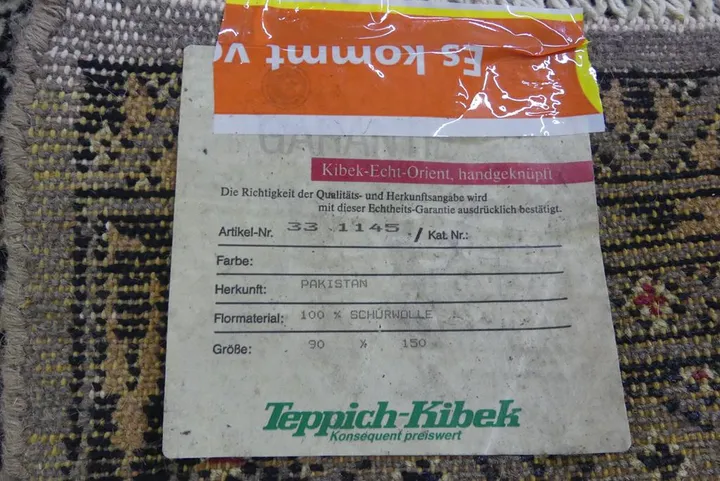 Es kommt vo
GARANTIE
Kibek-Echt-Orient, handgeknüpft
Die Richtigkeit der Qualitäts- und Herkunftsangabe wird
mit dieser Echtheits-Garantie ausdrücklich bestätigt.
Artikel-Nr. 33 1145 / Kat. Nr.:
Farbe:
Herkunft: PAKISTAN
Flormaterial: 100 % SCHURWOLLE
Größe: 90 X 150
Teppich-Kibek
Konsequent preiswert